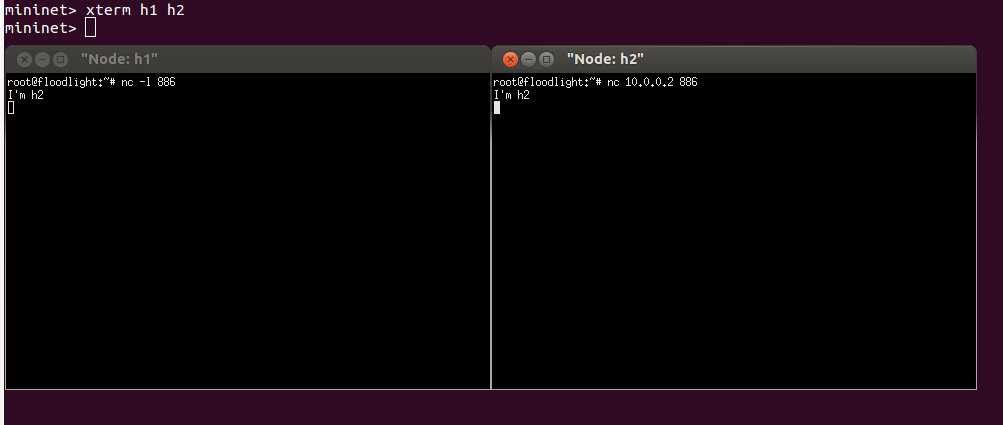 mininet> xterm h1 h2
mininet>
"Node: h1"
root@floodlight:~# nc -l 886
I'm h2
"Node: h2"
root@floodlight:~# nc 10.0.0.2 886
I'm h2